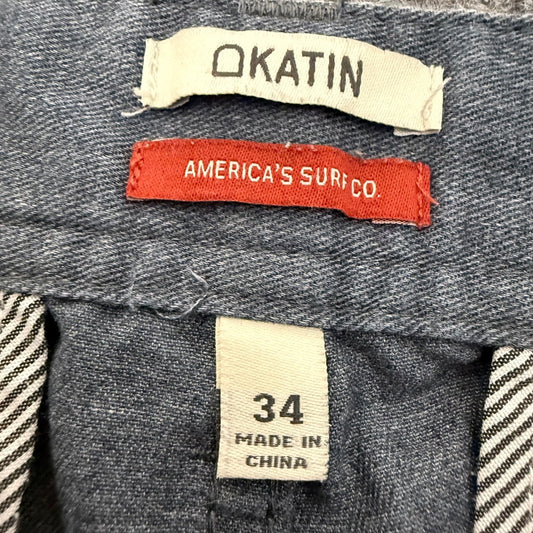 KATIN
AMERICA'S SURF CO.
34
MADE IN
CHINA